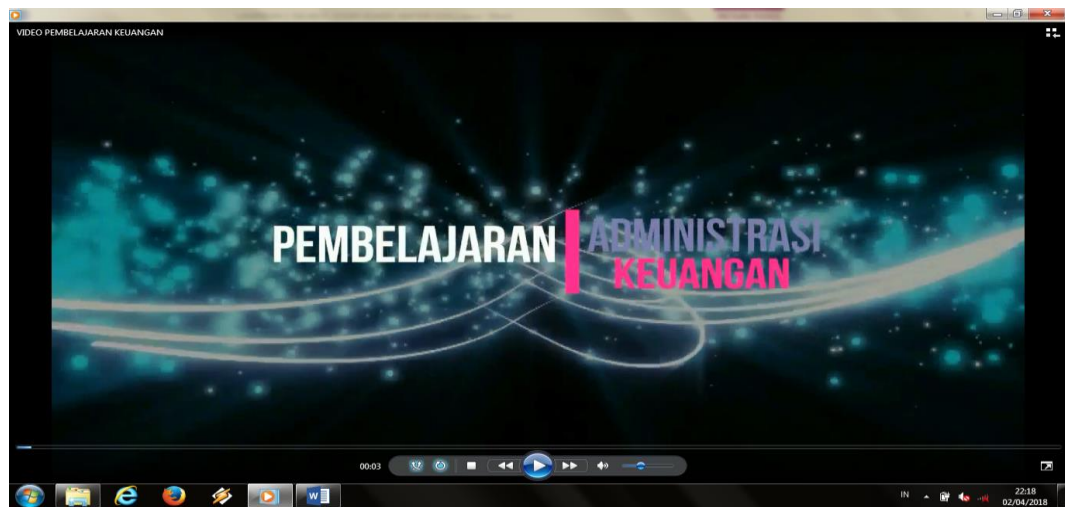 VIDEO PEMBELAJARAN KEUANGAN
PEMBELAJARAN
ADMINISTRASI
KEUANGAN
00:03
IN
22:18
02/04/2018